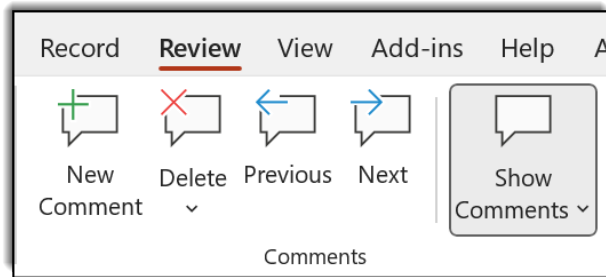 Record Review View Add-ins Help A
New Comment
Delete
Previous
Next
Show Comments
Comments